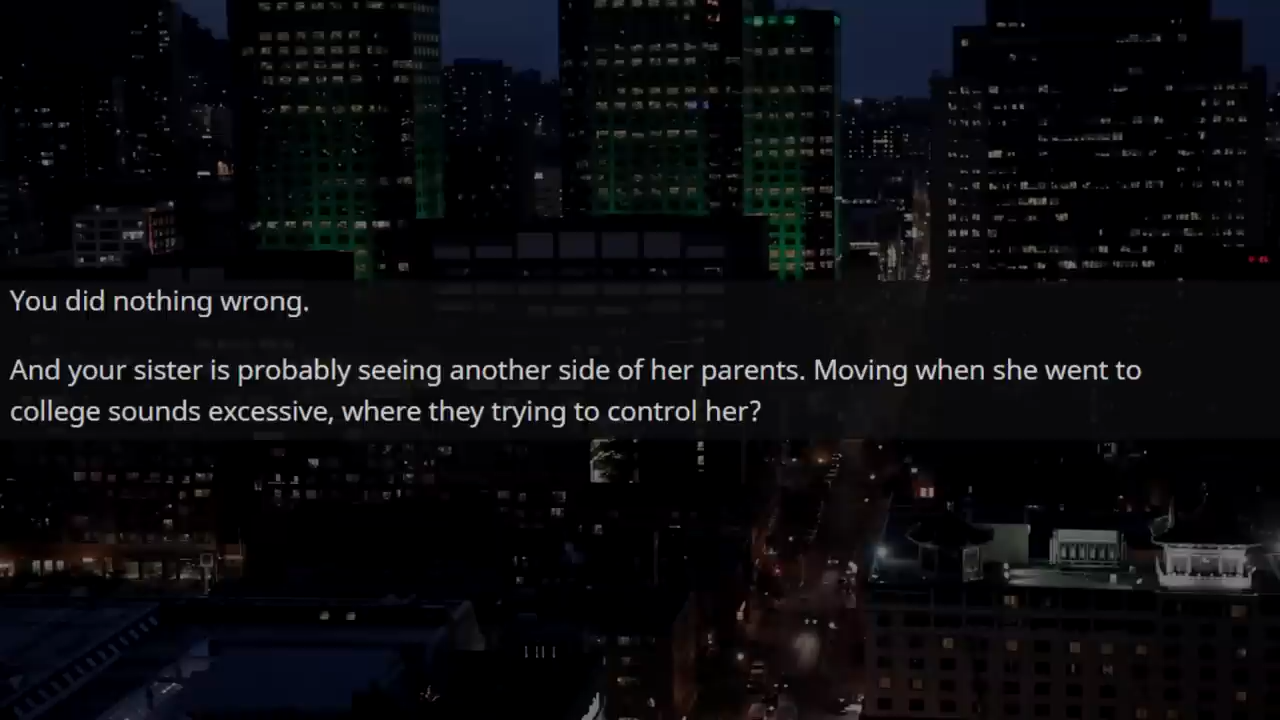 You did nothing wrong.
And your sister is probably seeing another side of her parents. Moving when she went to
college sounds excessive, where they trying to control her?